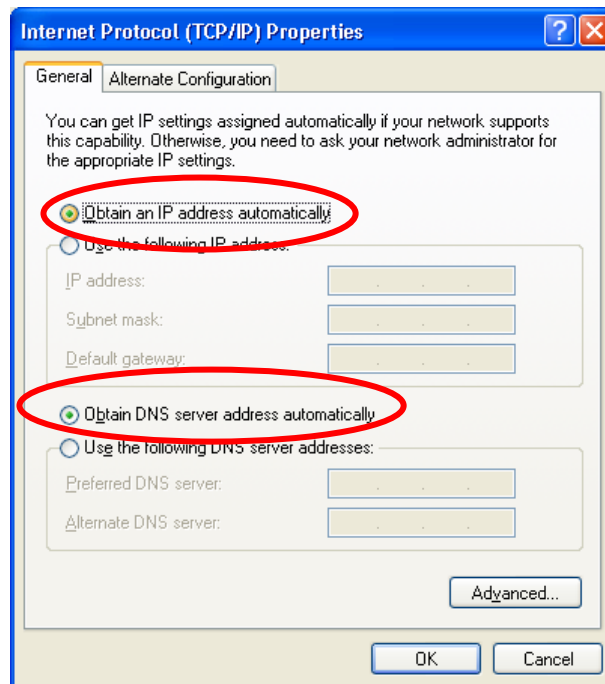 Internet Protocol (TCP/IP) Properties
General
Alternate Configuration
You can get IP settings assigned automatically if your network supports
this capability. Otherwise, you need to ask your network administrator for
the appropriate IP settings.
Obtain an IP address automatically
Use the following IP address:
IP address:
Subnet mask:
Default gateway:
Obtain DNS server address automatically
Use the following DNS server addresses:
Preferred DNS server:
Alternate DNS server:
Advanced...
OK
Cancel